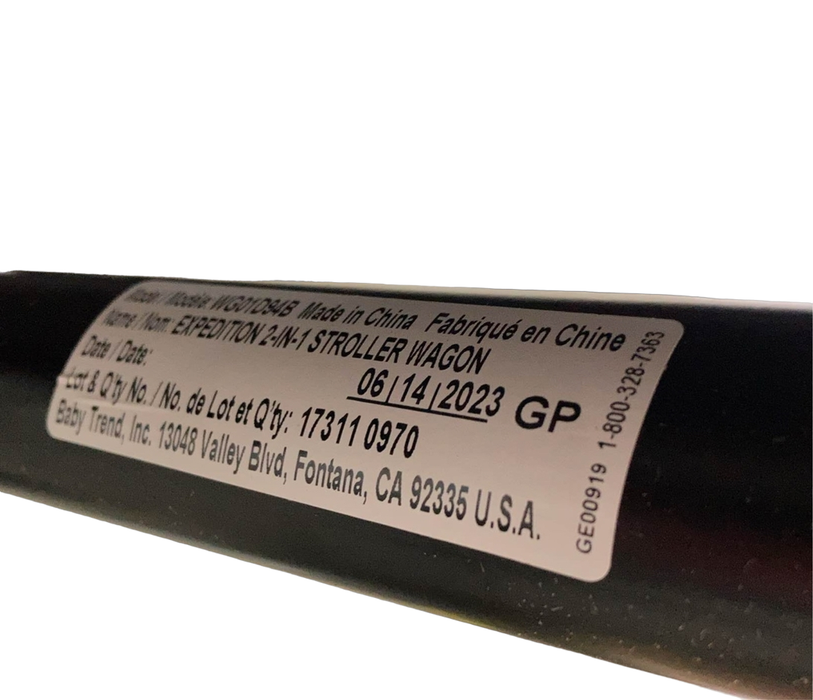 Model / Modèle: WG01D94B Made in China Fabriqué en Chine
Name / Nom: EXPEDITION 2-IN-1 STROLLER WAGON
Date / Date: 06|14|2023 GP
Lot & Q'ty No. / No. de Lot et Q'ty: 17311 0970
Baby Trend, Inc. 13048 Valley Blvd, Fontana, CA 92335 U.S.A.
GE00919 1-800-328-7363